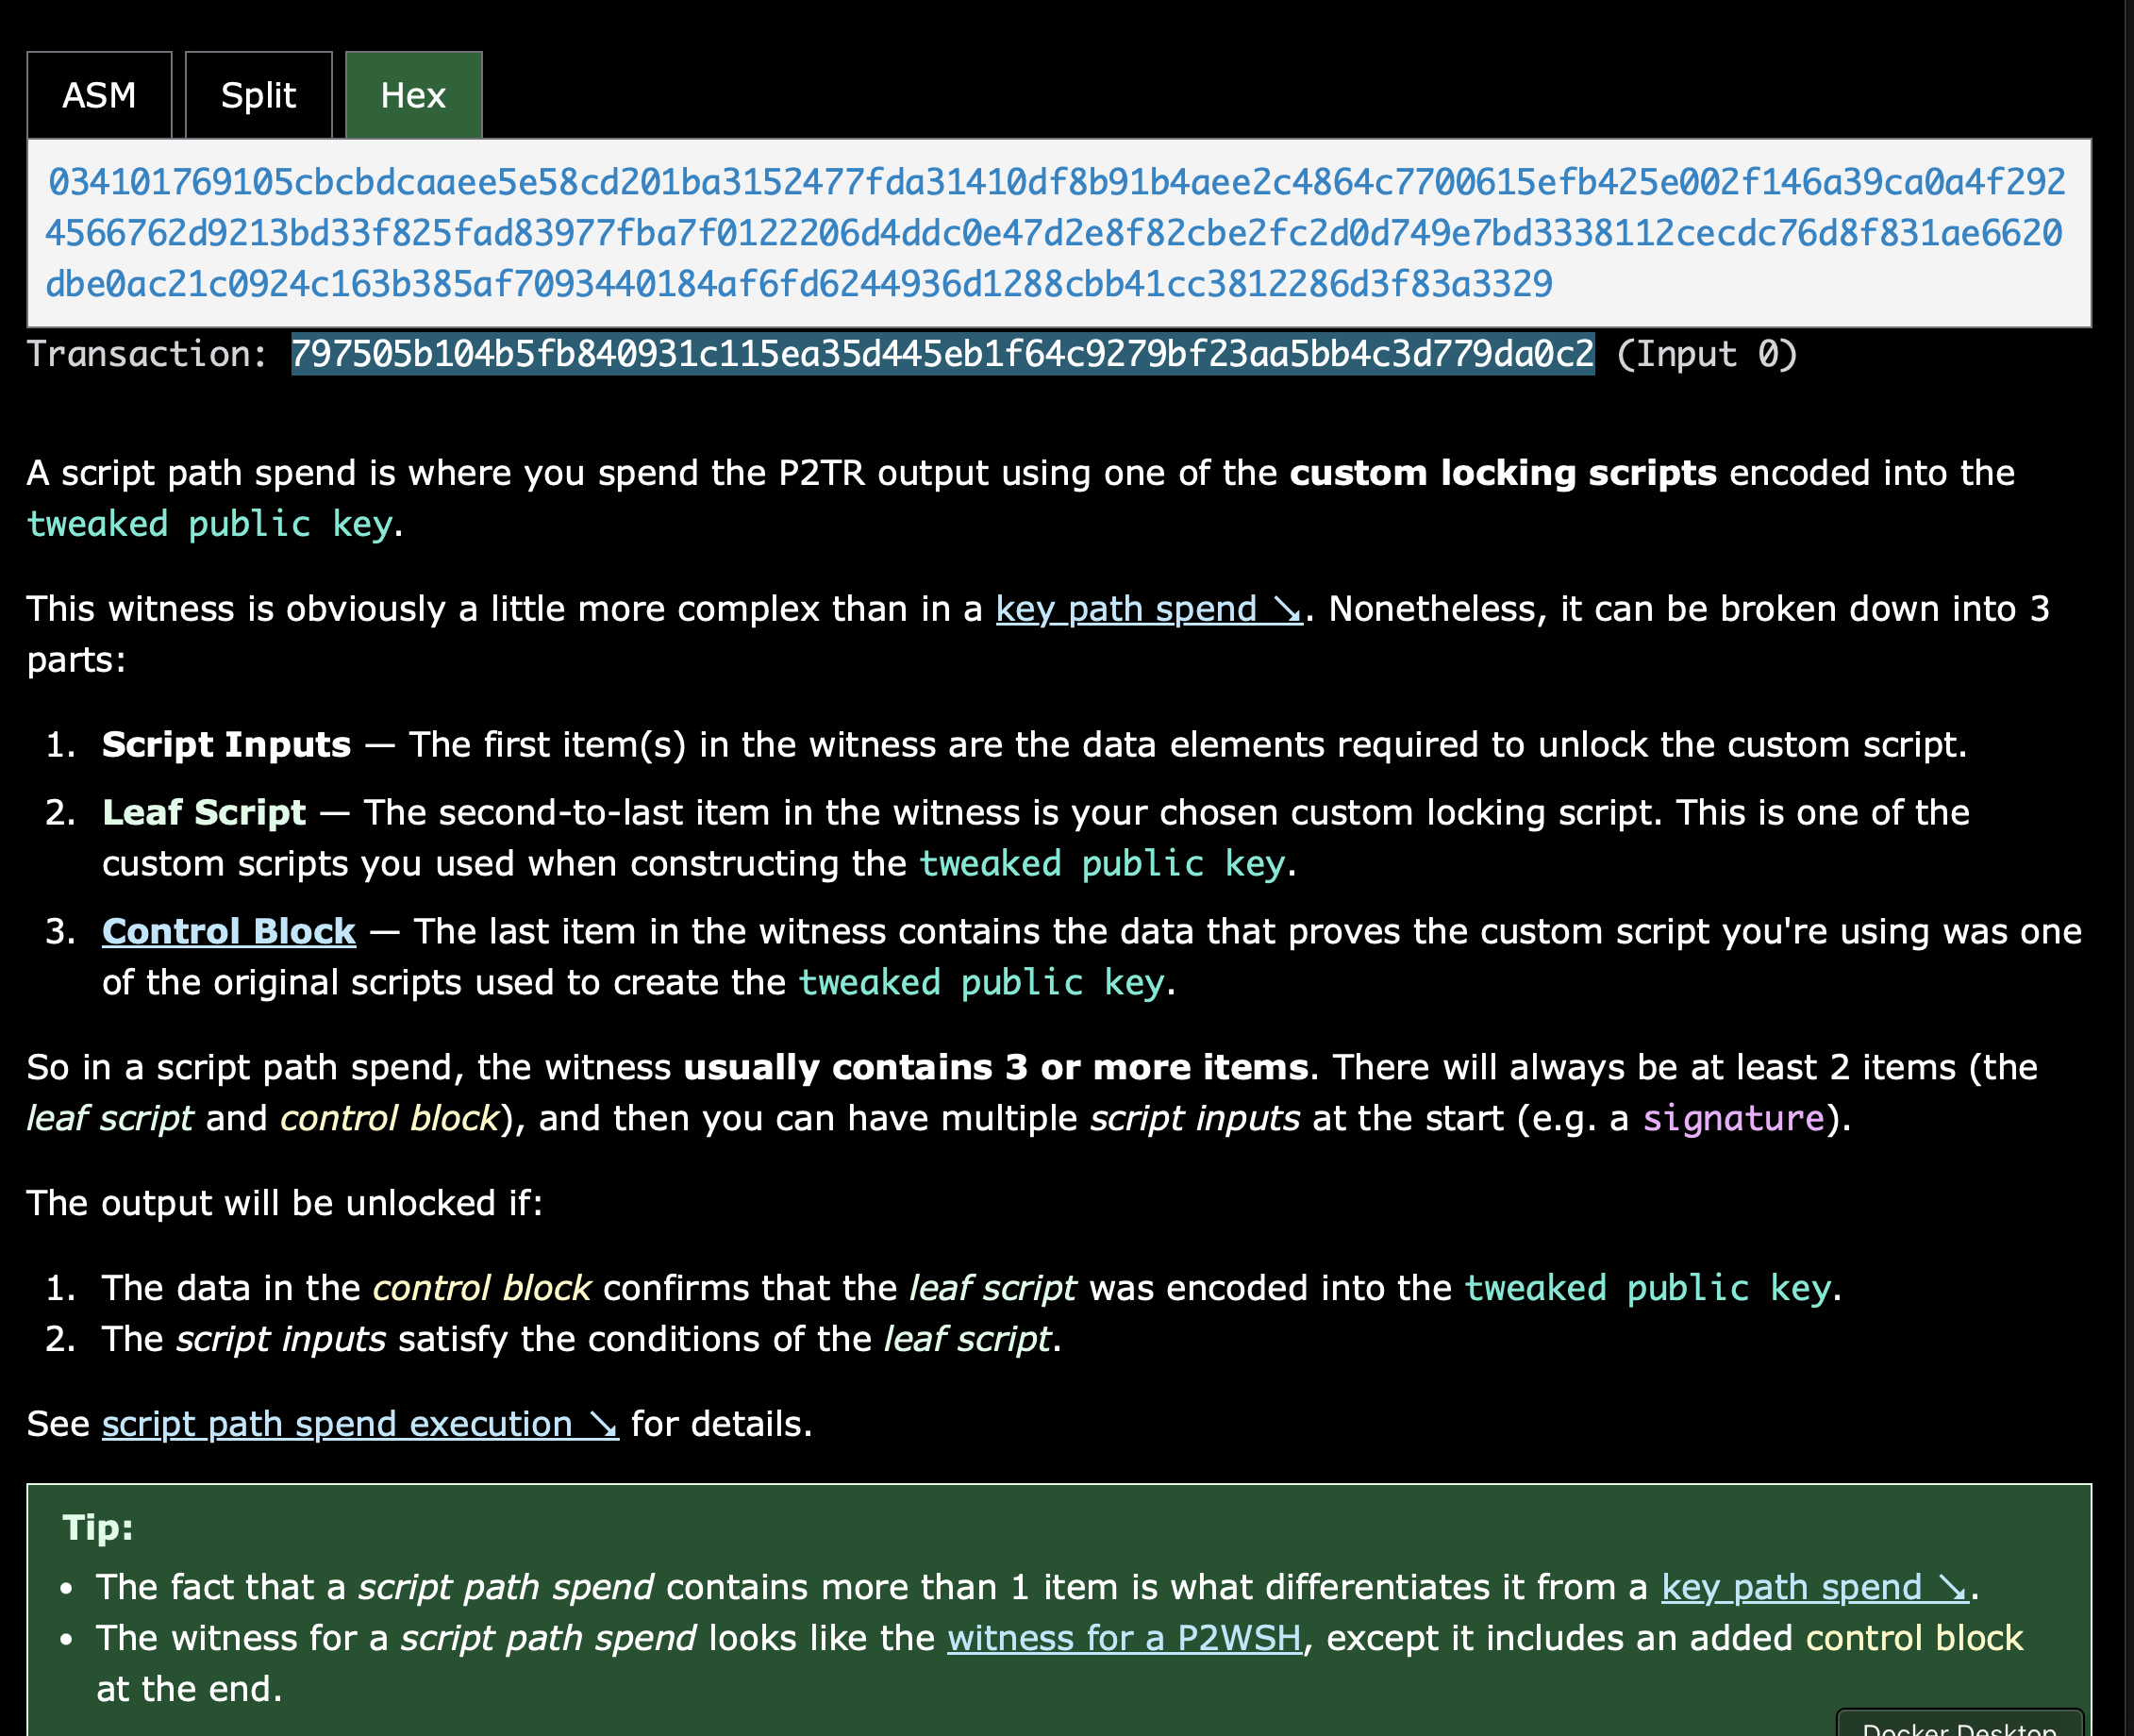 ASM Split Hex
034101769105cbcbdcaaee5e58cd201ba3152477fda31410df8b91b4aee2c4864c7700615efb425e002f146a39ca0a4f292
4566762d9213bd33f825fad83977fba7f0122206d4ddc0e47d2e8f82cbe2fc2d0d749e7bd3338112cecdc76d8f831ae6620
dbe0ac21c0924c163b385af7093440184af6fd6244936d1288cbb41cc3812286d3f83a3329
Transaction: 797505b104b5fb840931c115ea35d445eb1f64c9279bf23aa5bb4c3d779da0c2 (Input 0)
A script path spend is where you spend the P2TR output using one of the custom locking scripts encoded into the
tweaked public key.
This witness is obviously a little more complex than in a key path spend ↘. Nonetheless, it can be broken down into 3
parts:
1. Script Inputs — The first item(s) in the witness are the data elements required to unlock the custom script.
2. Leaf Script — The second-to-last item in the witness is your chosen custom locking script. This is one of the
custom scripts you used when constructing the tweaked public key.
3. Control Block — The last item in the witness contains the data that proves the custom script you're using was one
of the original scripts used to create the tweaked public key.
So in a script path spend, the witness usually contains 3 or more items. There will always be at least 2 items (the
leaf script and control block), and then you can have multiple script inputs at the start (e.g. a signature).
The output will be unlocked if:
1. The data in the control block confirms that the leaf script was encoded into the tweaked public key.
2. The script inputs satisfy the conditions of the leaf script.
See script path spend execution ↘ for details.
Tip:
• The fact that a script path spend contains more than 1 item is what differentiates it from a key path spend ↘.
• The witness for a script path spend looks like the witness for a P2WSH, except it includes an added control block
at the end.
Docker Desktop